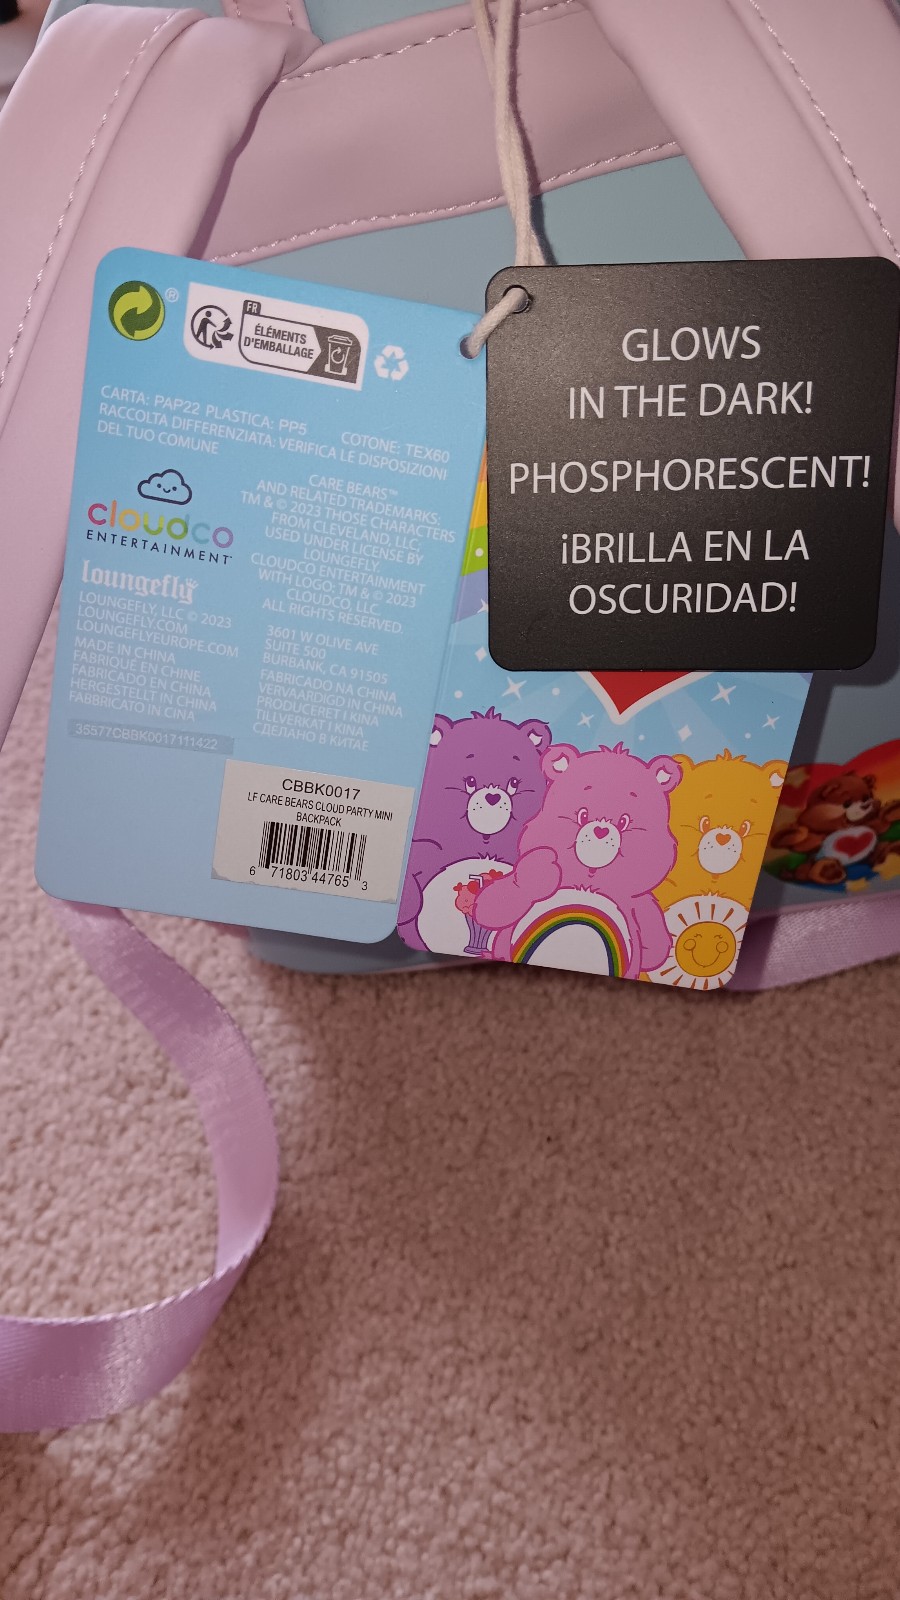 ®
FR
ÉLÉMENTS
D'EMBALLAGE
CARTA: PAP22 PLASTICA: PP5 COTONE: TEX60
RACCOLTA DIFFERENZIATA: VERIFICA LE DISPOSIZIONI
DEL TUO COMUNE
cloudco
ENTERTAINMENT
loungefly
LOUNGEFLY, LLC © 2023
LOUNGEFLY.COM
LOUNGEFLYEUROPE.COM
MADE IN CHINA
FABRIQUÉ EN CHINE
FABRICADO EN CHINA
HERGESTELLT IN CHINA
FABBRICATO IN CINA
35577CBBK0017111422
CARE BEARS™
AND RELATED TRADEMARKS:
TM & © 2023 THOSE CHARACTERS
FROM CLEVELAND, LLC;
USED UNDER LICENSE BY
LOUNGEFLY.
CLOUDCO ENTERTAINMENT
WITH LOGO: TM & © 2023
CLOUDCO, LLC.
ALL RIGHTS RESERVED.
3601 W OLIVE AVE
SUITE 500
BURBANK, CA 91505
FABRICADO NA CHINA
VERVAARDIGD IN CHINA
PRODUCERET I KINA
TILLVERKAT I KINA
СДЕЛАНО В КИТАЕ
CBBK0017
LF CARE BEARS CLOUD PARTY MINI
BACKPACK
6 71803 44765 3
GLOWS
IN THE DARK!
PHOSPHORESCENT!
¡BRILLA EN LA
OSCURIDAD!